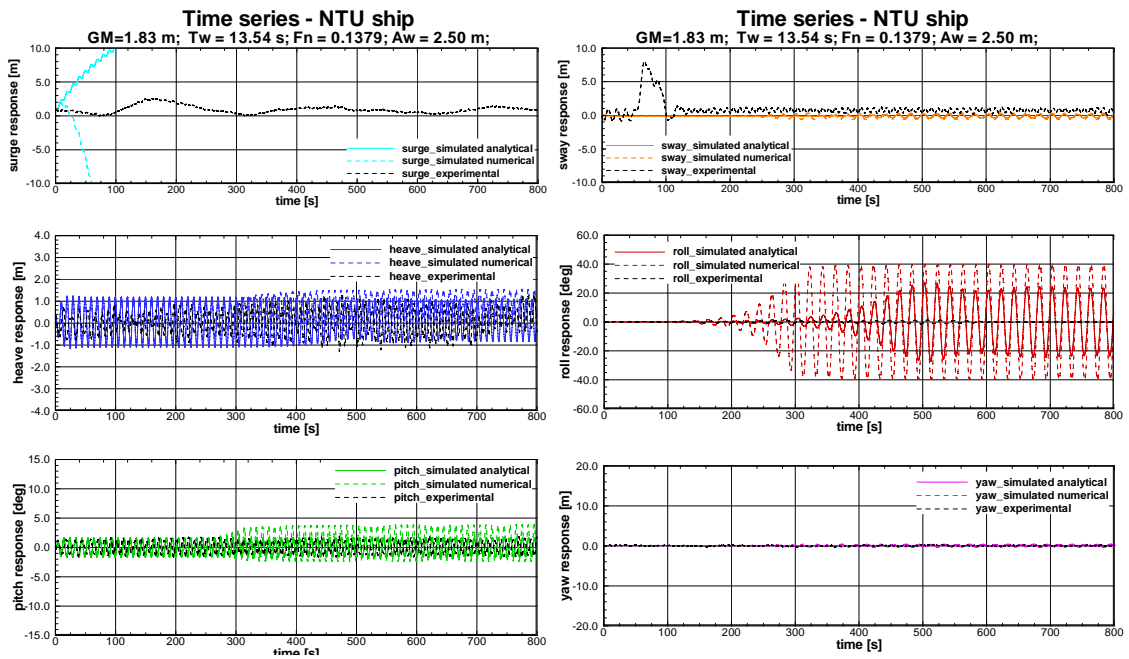 Time series - NTU ship
GM=1.83 m; Tw = 13.54 s; Fn = 0.1379; Aw = 2.50 m;
surge response [m]
10.0
5.0
0.0
-5.0
-10.0
surge_simulated analytical
surge_simulated numerical
surge_experimental
0 100 200 300 400 500 600 700 800
time [s]
Time series - NTU ship
GM=1.83 m; Tw = 13.54 s; Fn = 0.1379; Aw = 2.50 m;
sway response [m]
10.0
5.0
0.0
-5.0
-10.0
sway_simulated analytical
sway_simulated numerical
sway_experimental
0 100 200 300 400 500 600 700 800
time [s]
heave response [m]
4.0
3.0
2.0
1.0
0.0
-1.0
-2.0
-3.0
-4.0
heave_simulated analytical
heave_simulated numerical
heave_experimental
0 100 200 300 400 500 600 700 800
time [s]
roll response [deg]
60.0
40.0
20.0
0.0
-20.0
-40.0
-60.0
roll_simulated analytical
roll_simulated numerical
roll_experimental
0 100 200 300 400 500 600 700 800
time [s]
pitch response [deg]
15.0
10.0
5.0
0.0
-5.0
-10.0
-15.0
pitch_simulated analytical
pitch_simulated numerical
pitch_experimental
0 100 200 300 400 500 600 700 800
time [s]
yaw response [m]
20.0
10.0
0.0
-10.0
-20.0
yaw_simulated analytical
yaw_simulated numerical
yaw_experimental
0 100 200 300 400 500 600 700 800
time [s]